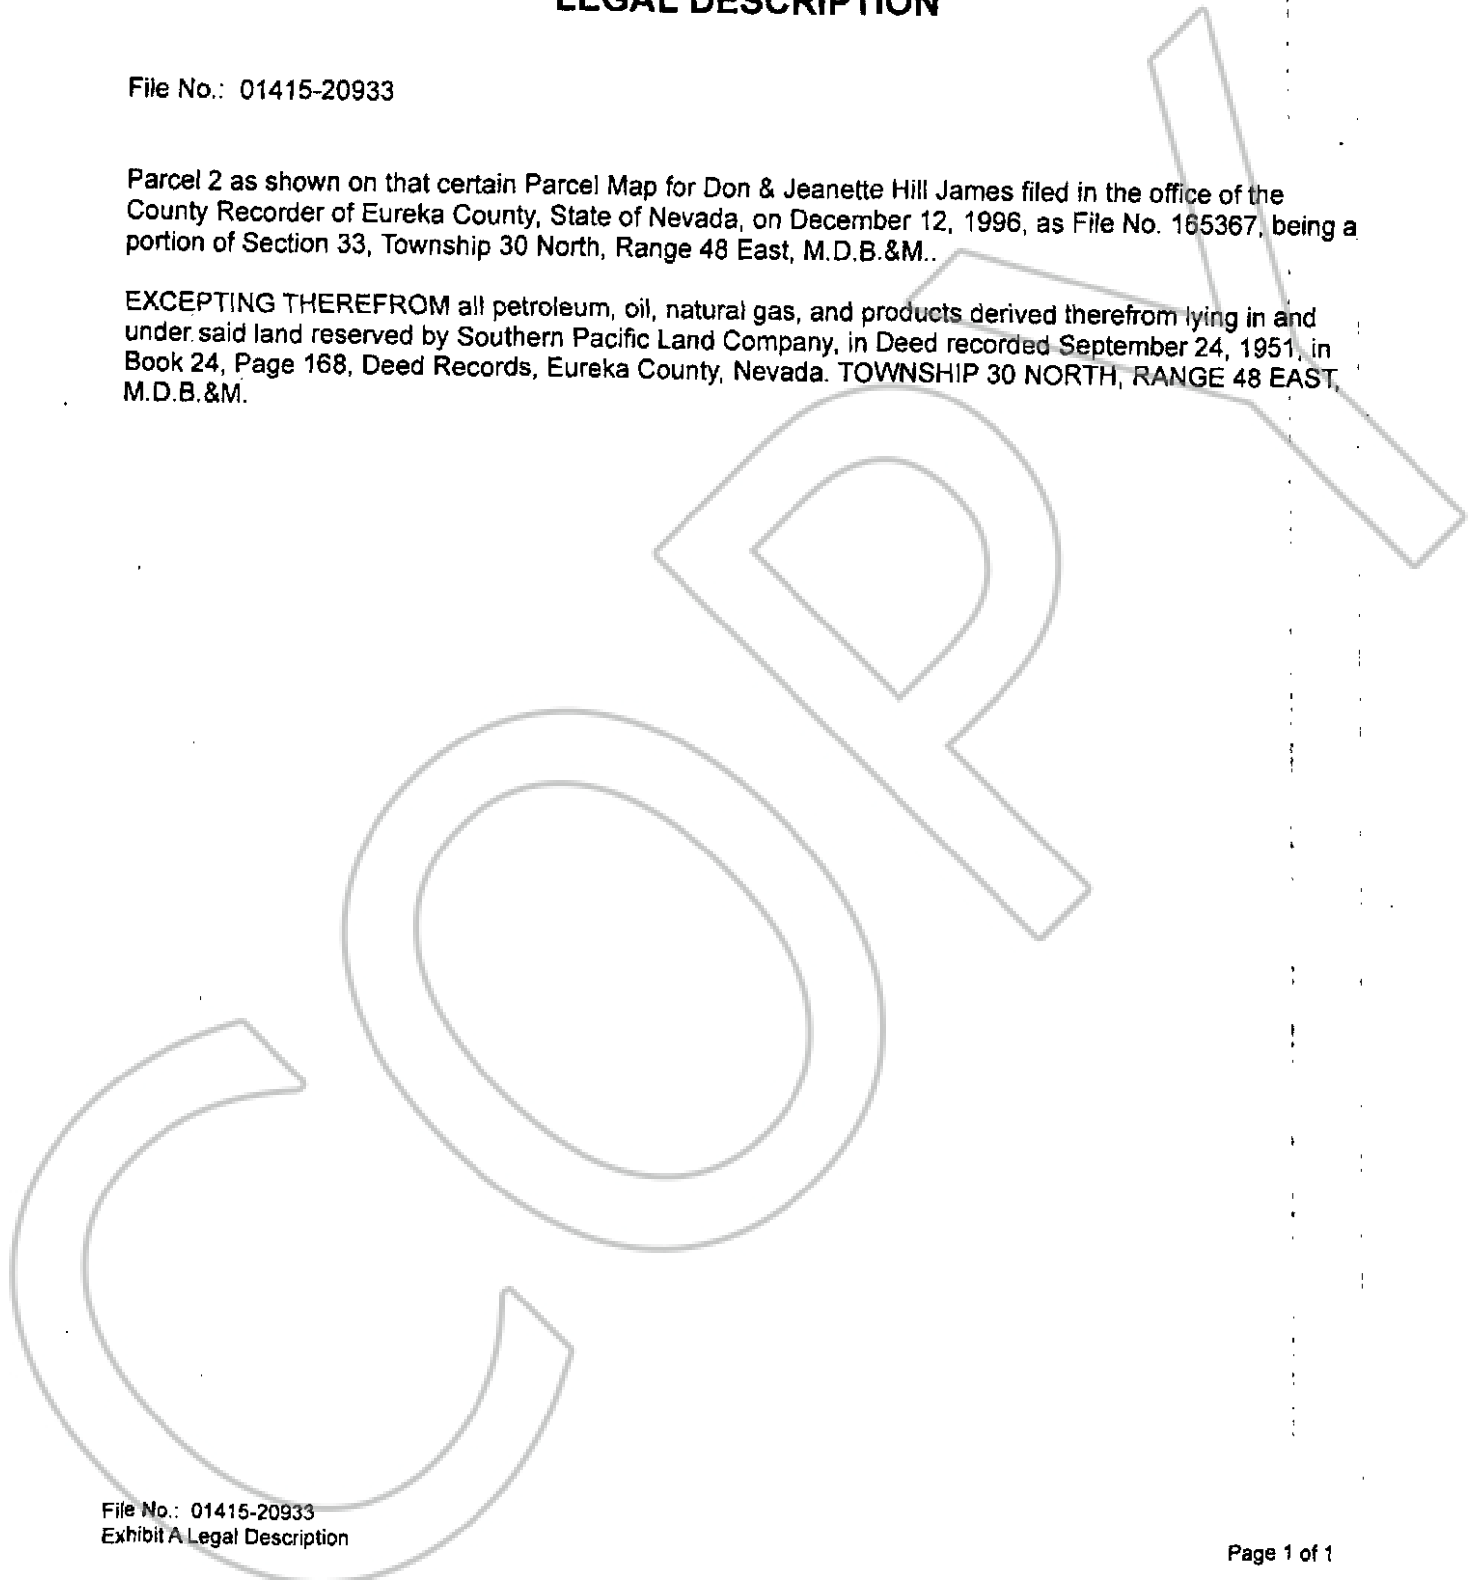 LEGAL DESCRIPTION
File No.: 01415-20933
Parcel 2 as shown on that certain Parcel Map for Don & Jeanette Hill James filed in the office of the
County Recorder of Eureka County, State of Nevada, on December 12, 1996, as File No. 165367, being a
portion of Section 33, Township 30 North, Range 48 East, M.D.B.&M..
EXCEPTING THEREFROM all petroleum, oil, natural gas, and products derived therefrom lying in and
under said land reserved by Southern Pacific Land Company, in Deed recorded September 24, 1951, in
Book 24, Page 168, Deed Records, Eureka County, Nevada. TOWNSHIP 30 NORTH, RANGE 48 EAST,
M.D.B.&M.
COPY
File No.: 01415-20933
Exhibit A Legal Description
Page 1 of 1